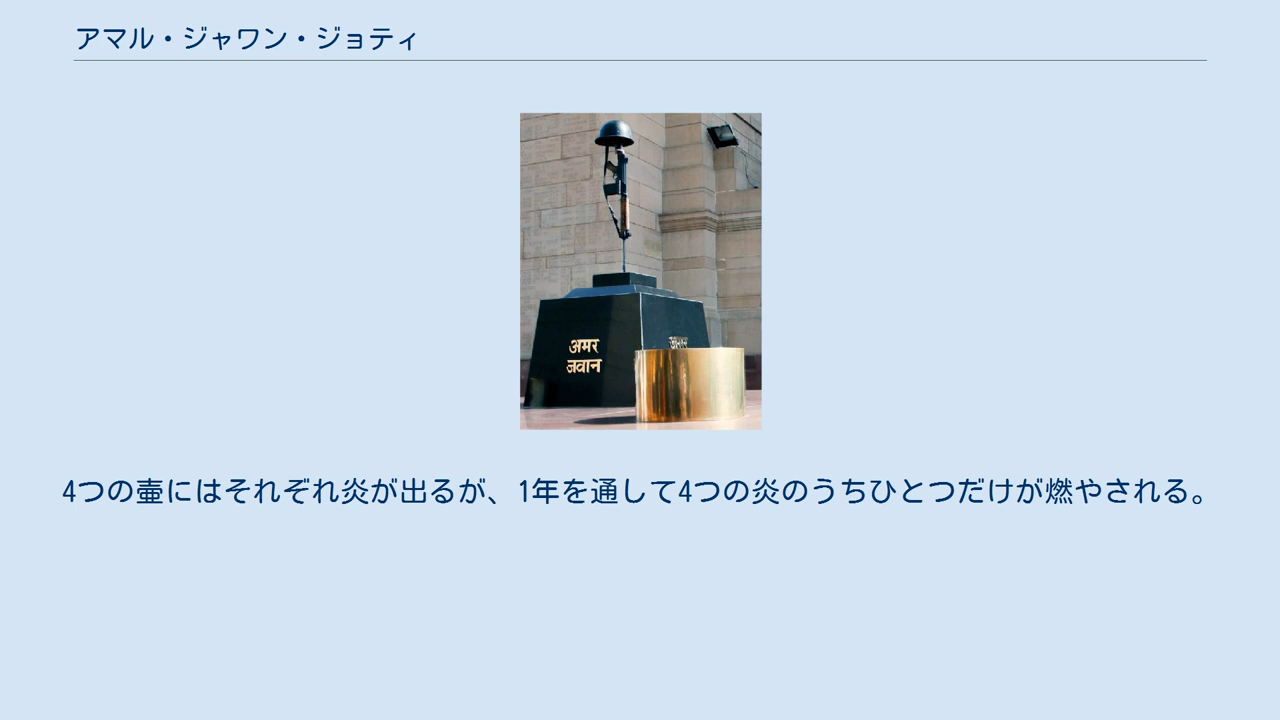 アマル・ジャワン・ジョティ
अमर
जवान
अमर
4つの壷にはそれぞれ炎が出るが、1年を通して4つの炎のうちひとつだけが燃やされる。